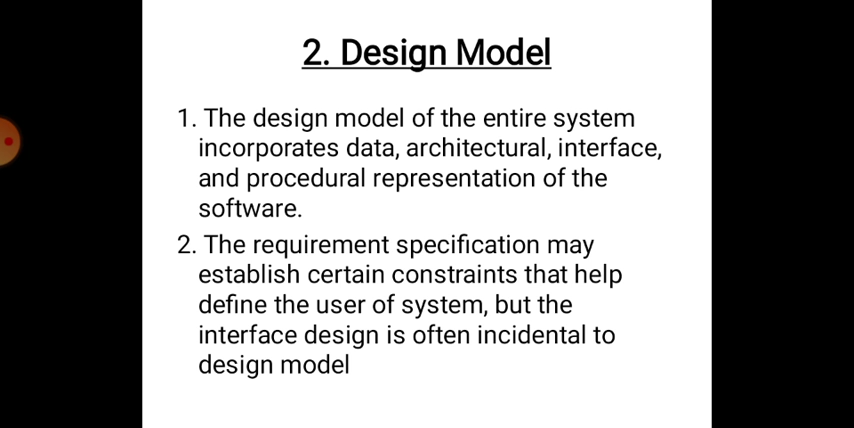 2. Design Model
1. The design model of the entire system
incorporates data, architectural, interface,
and procedural representation of the
software.
2. The requirement specification may
establish certain constraints that help
define the user of system, but the
interface design is often incidental to
design model